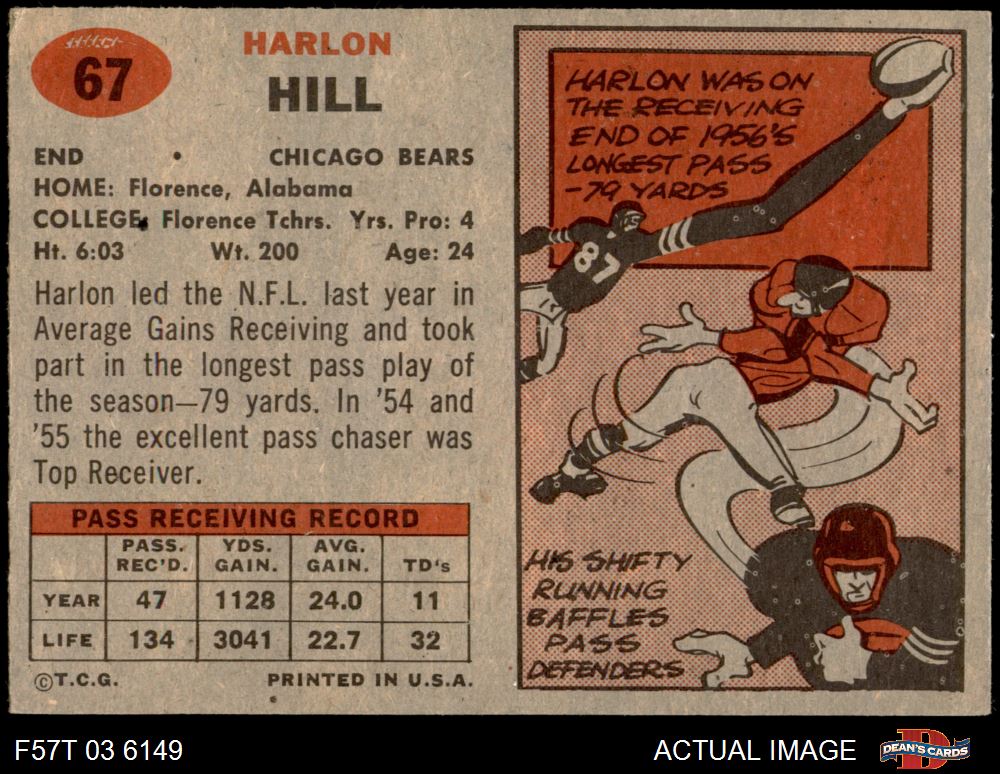 67
HARLON
HILL
END • CHICAGO BEARS
HOME: Florence, Alabama
COLLEGE: Florence Tchrs. Yrs. Pro: 4
Ht. 6:03 Wt. 200 Age: 24
Harlon led the N.F.L. last year in
Average Gains Receiving and took
part in the longest pass play of
the season—79 yards. In '54 and
'55 the excellent pass chaser was
Top Receiver.
PASS RECEIVING RECORD
PASS. REC'D. YDS. GAIN. AVG. GAIN. TD's
YEAR 47 1128 24.0 11
LIFE 134 3041 22.7 32
©T.C.G. PRINTED IN U.S.A.
HARLON WAS ON
THE RECEIVING
END OF 1956'S
LONGEST PASS
-79 YARDS
87
HIS SHIFTY
RUNNING
BAFFLES
PASS
DEFENDERS
F57T 03 6149 ACTUAL IMAGE DEAN'S CARDS